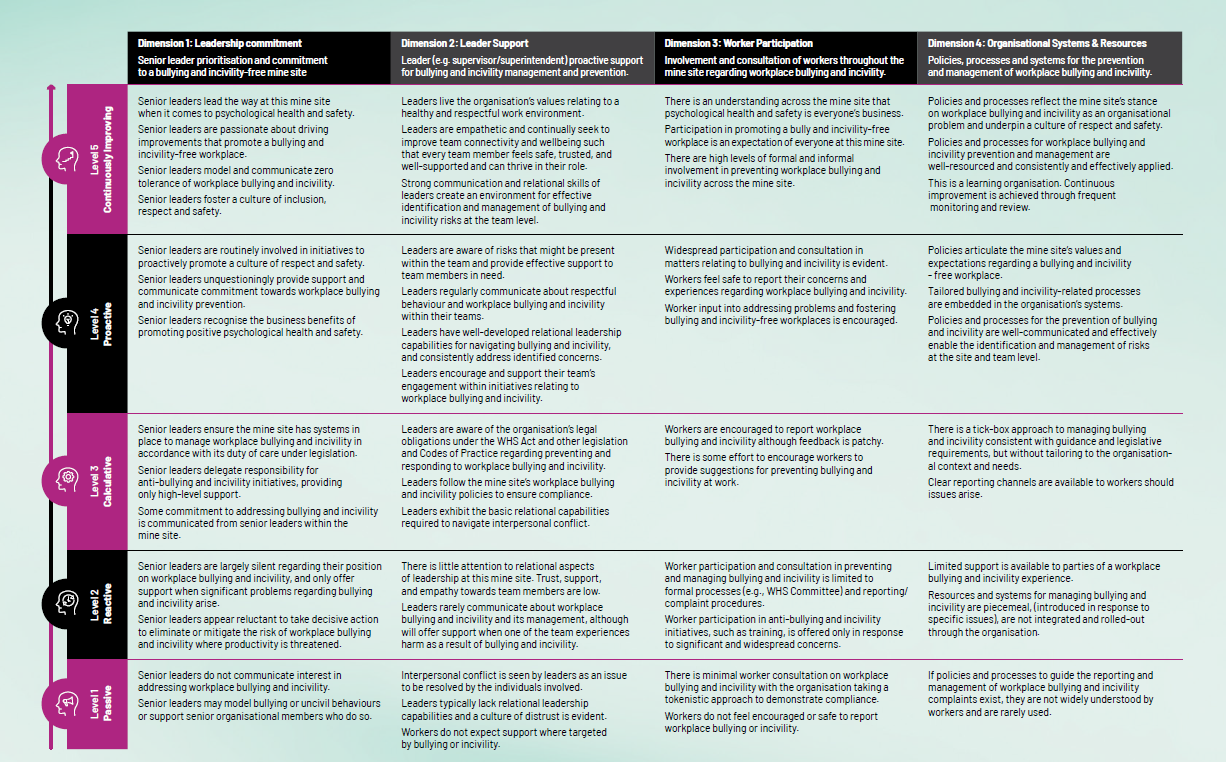 Dimension 1: Leadership commitment
Senior leader prioritisation and commitment
to a bullying and incivility-free mine site
Dimension 2: Leader Support
Leader (e.g. supervisor/superintendent) proactive support
for bullying and incivility management and prevention.
Dimension 3: Worker Participation
Involvement and consultation of workers throughout the
mine site regarding workplace bullying and incivility.
Dimension 4: Organisational Systems & Resources
Policies, processes and systems for the prevention
and management of workplace bullying and incivility.
Level 5
Continuously Improving
Senior leaders lead the way at this mine site
when it comes to psychological health and safety.
Senior leaders are passionate about driving
improvements that promote a bullying and
incivility-free workplace.
Senior leaders model and communicate zero
tolerance of workplace bullying and incivility.
Senior leaders foster a culture of inclusion,
respect and safety.
Leaders live the organisation's values relating to a
healthy and respectful work environment.
Leaders are empathetic and continually seek to
improve team connectivity and wellbeing such
that every team member feels safe, trusted, and
well-supported and can thrive in their role.
Strong communication and relational skills of
leaders create an environment for effective
identification and management of bullying and
incivility risks at the team level.
There is an understanding across the mine site that
psychological health and safety is everyone's business.
Participation in promoting a bully and incivility-free
workplace is an expectation of everyone at this mine site.
There are high levels of formal and informal
involvement in preventing workplace bullying and
incivility across the mine site.
Policies and processes reflect the mine site's stance
on workplace bullying and incivility as an organisational
problem and underpin a culture of respect and safety.
Policies and processes for workplace bullying and
incivility prevention and management are
well-resourced and consistently and effectively applied.
This is a learning organisation. Continuous
improvement is achieved through frequent
monitoring and review.
Level 4
Proactive
Senior leaders are routinely involved in initiatives to
proactively promote a culture of respect and safety.
Senior leaders unquestioningly provide support and
communicate commitment towards workplace bullying
and incivility prevention.
Senior leaders recognise the business benefits of
promoting positive psychological health and safety.
Leaders are aware of risks that might be present
within the team and provide effective support to
team members in need.
Leaders regularly communicate about respectful
behaviour and workplace bullying and incivility
within their teams.
Leaders have well-developed relational leadership
capabilities for navigating bullying and incivility,
and consistently address identified concerns.
Leaders encourage and support their team's
engagement within initiatives relating to
workplace bullying and incivility.
Widespread participation and consultation in
matters relating to bullying and incivility is evident.
Workers feel safe to report their concerns and
experiences regarding workplace bullying and incivility.
Worker input into addressing problems and fostering
bullying and incivility-free workplaces is encouraged.
Policies articulate the mine site's values and
expectations regarding a bullying and incivility
- free workplace.
Tailored bullying and incivility-related processes
are embedded in the organisation's systems.
Policies and processes for the prevention of bullying
and incivility are well-communicated and effectively
enable the identification and management of risks
at the site and team level.
Level 3
Calculative
Senior leaders ensure the mine site has systems in
place to manage workplace bullying and incivility in
accordance with its duty of care under legislation.
Senior leaders delegate responsibility for
anti-bullying and incivility initiatives, providing
only high-level support.
Some commitment to addressing bullying and incivility
is communicated from senior leaders within the
mine site.
Leaders are aware of the organisation's legal
obligations under the WHS Act and other legislation
and Codes of Practice regarding preventing and
responding to workplace bullying and incivility.
Leaders follow the mine site's workplace bullying
and incivility policies to ensure compliance.
Leaders exhibit the basic relational capabilities
required to navigate interpersonal conflict.
Workers are encouraged to report workplace
bullying and incivility although feedback is patchy.
There is some effort to encourage workers to
provide suggestions for preventing bullying and
incivility at work.
There is a tick-box approach to managing bullying
and incivility consistent with guidance and legislative
requirements, but without tailoring to the organisation-
al context and needs.
Clear reporting channels are available to workers should
issues arise.
Level 2
Reactive
Senior leaders are largely silent regarding their position
on workplace bullying and incivility, and only offer
support when significant problems regarding bullying
and incivility arise.
Senior leaders appear reluctant to take decisive action
to eliminate or mitigate the risk of workplace bullying
and incivility where productivity is threatened.
There is little attention to relational aspects
of leadership at this mine site. Trust, support,
and empathy towards team members are low.
Leaders rarely communicate about workplace
bullying and incivility and its management, although
will offer support when one of the team experiences
harm as a result of bullying and incivility.
Worker participation and consultation in preventing
and managing bullying and incivility is limited to
formal processes (e.g., WHS Committee) and reporting/
complaint procedures.
Worker participation in anti-bullying and incivility
initiatives, such as training, is offered only in response
to significant and widespread concerns.
Limited support is available to parties of a workplace
bullying and incivility experience.
Resources and systems for managing bullying and
incivility are piecemeal, (introduced in response to
specific issues), are not integrated and rolled-out
through the organisation.
Level 1
Passive
Senior leaders do not communicate interest in
addressing workplace bullying and incivility.
Senior leaders may model bullying or uncivil behaviours
or support senior organisational members who do so.
Interpersonal conflict is seen by leaders as an issue
to be resolved by the individuals involved.
Leaders typically lack relational leadership
capabilities and a culture of distrust is evident.
Workers do not expect support where targeted
by bullying or incivility.
There is minimal worker consultation on workplace
bullying and incivility with the organisation taking a
tokenistic approach to demonstrate compliance.
Workers do not feel encouraged or safe to report
workplace bullying or incivility.
If policies and processes to guide the reporting and
management of workplace bullying and incivility
complaints exist, they are not widely understood by
workers and are rarely used.